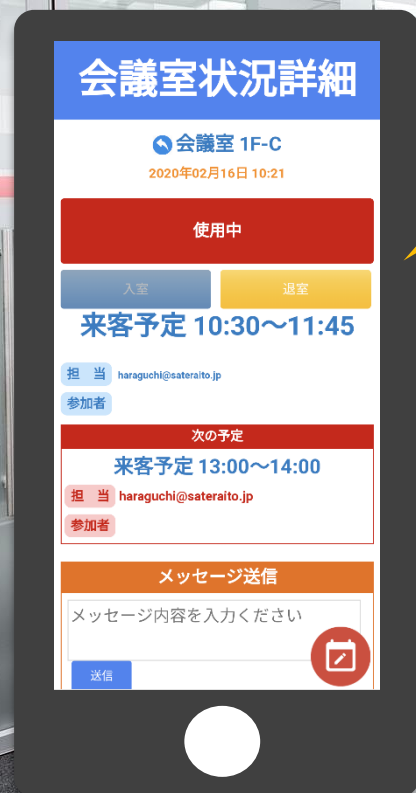 会議室状況詳細
会議室 1F-C
2020年02月16日 10:21
使用中
入室 退室
来客予定 10:30～11:45
担 当 haraguchi@sateraito.jp
参加者
次の予定
来客予定 13:00～14:00
担 当 haraguchi@sateraito.jp
参加者
メッセージ送信
メッセージ内容を入力ください
送信